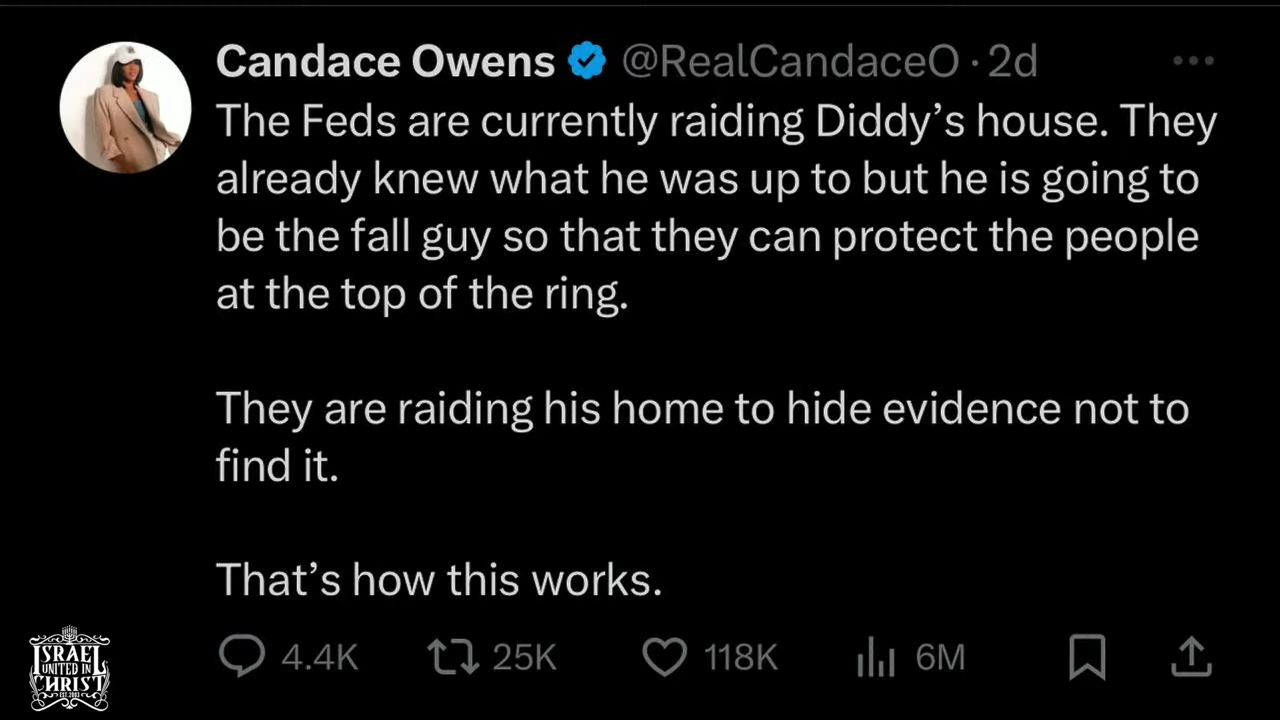 Candace Owens @RealCandaceO · 2d
The Feds are currently raiding Diddy’s house. They
already knew what he was up to but he is going to
be the fall guy so that they can protect the people
at the top of the ring.
They are raiding his home to hide evidence not to
find it.
That’s how this works.
4.4K 25K 118K 6M
ISRAEL
UNITED IN
CHRIST
EST. 2003